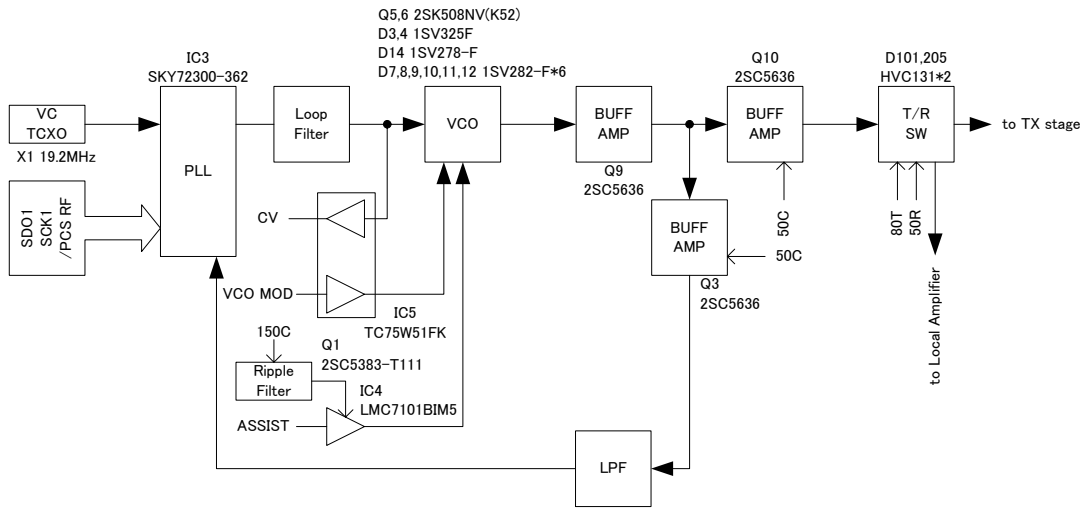 Q5,6 2SK508NV(K52)
D3,4 1SV325F
D14 1SV278-F
D7,8,9,10,11,12 1SV282-F*6
IC3
SKY72300-362
Q10
2SC5636
D101,205
HVC131*2
VC
TCXO
X1 19.2MHz
PLL
Loop
Filter
VCO
BUFF
AMP
Q9
2SC5636
BUFF
AMP
T/R
SW
to TX stage
SDO1
SCK1
/PCS RF
CV
VCO MOD
IC5
TC75W51FK
BUFF
AMP
Q3
2SC5636
50C
50C
80T
50R
to Local Amplifier
150C
Ripple
Filter
Q1
2SC5383-T111
IC4
LMC7101BIM5
ASSIST
LPF